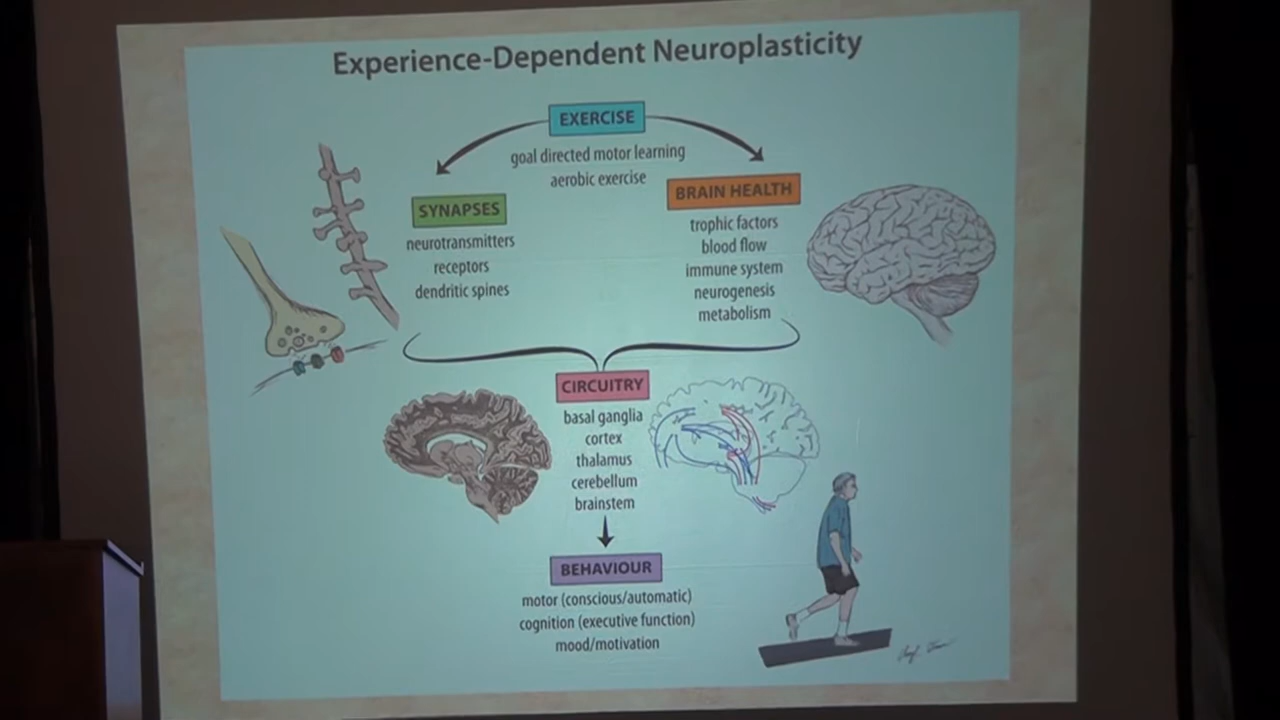 Experience-Dependent Neuroplasticity
EXERCISE
goal directed motor learning
aerobic exercise
SYNAPSES
neurotransmitters
receptors
dendritic spines
BRAIN HEALTH
trophic factors
blood flow
immune system
neurogenesis
metabolism
CIRCUITRY
basal ganglia
cortex
thalamus
cerebellum
brainstem
BEHAVIOUR
motor (conscious/automatic)
cognition (executive function)
mood/motivation